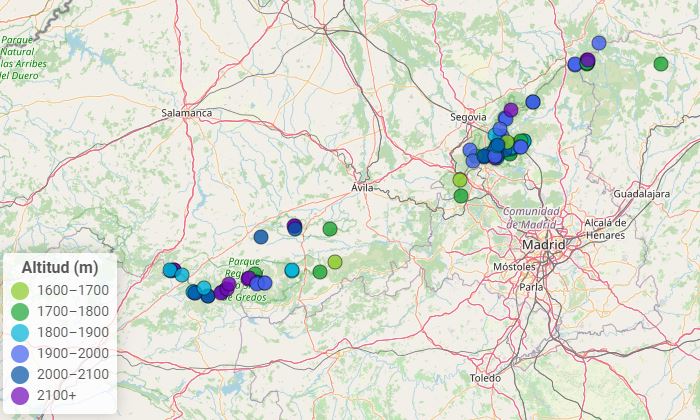 Parque
Natural
las Arribes
del Duero
Salamanca
Segovia
Ávila
Guadalajara
Comunidad
de Madrid
Alcalá de
Henares
Madrid
Móstoles
Parla
Toledo
Parque
de Gredos
Altitud (m)
1600–1700
1700–1800
1800–1900
1900–2000
2000–2100
2100+